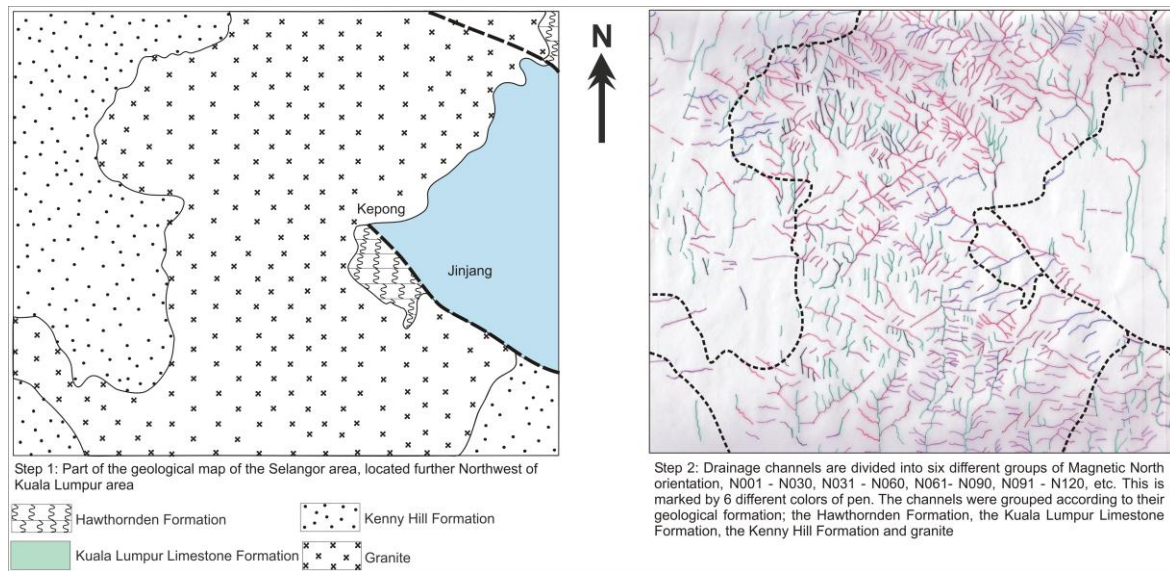 N
Kepong
Jinjang
Step 1: Part of the geological map of the Selangor area, located further Northwest of
Kuala Lumpur area
Hawthornden Formation
Kenny Hill Formation
Kuala Lumpur Limestone Formation
Granite
Step 2: Drainage channels are divided into six different groups of Magnetic North
orientation, N001 - N030, N031 - N060, N061- N090, N091 - N120, etc. This is
marked by 6 different colors of pen. The channels were grouped according to their
geological formation; the Hawthornden Formation, the Kuala Lumpur Limestone
Formation, the Kenny Hill Formation and granite